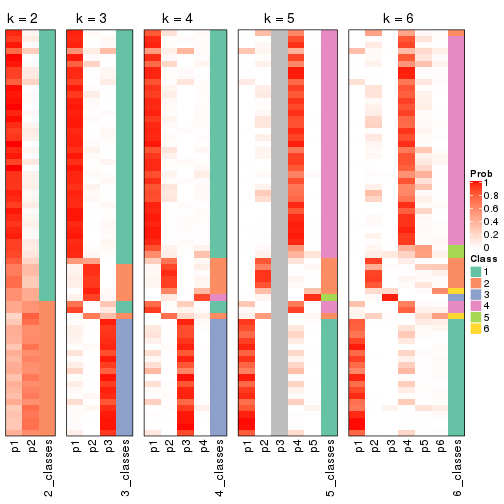 k = 2
k = 3
k = 4
k = 5
k = 6
Prob
1
0.8
0.6
0.4
0.2
0
Class
1
2
3
4
5
6
p1
p2
2_classes
p1
p2
p3
3_classes
p1
p2
p3
p4
4_classes
p1
p2
p3
p4
p5
5_classes
p1
p2
p3
p4
p5
p6
6_classes